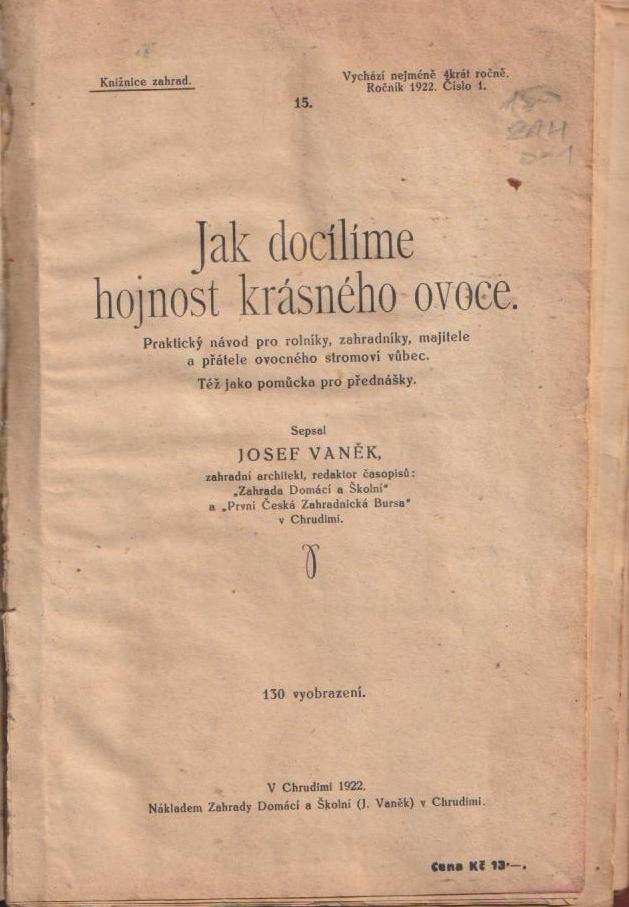 Knižnice zahrad.
Vychází nejméně 4krát ročně.
Ročník 1922. Číslo 1.
15.
Jak docílíme
hojnost krásného ovoce.
Praktický návod pro rolníky, zahradníky, majitele
a přátele ovocného stromoví vůbec.
Též jako pomůcka pro přednášky.
Sepsal
JOSEF VANĚK,
zahradní architekt, redaktor časopisů:
„Zahrada Domácí a Školní“
a „První Česká Zahradnická Bursa“
v Chrudimi.
130 vyobrazení.
V Chrudimi 1922.
Nákladem Zahrady Domácí a Školní (J. Vaněk) v Chrudimi.
Cena Kč 13·—.